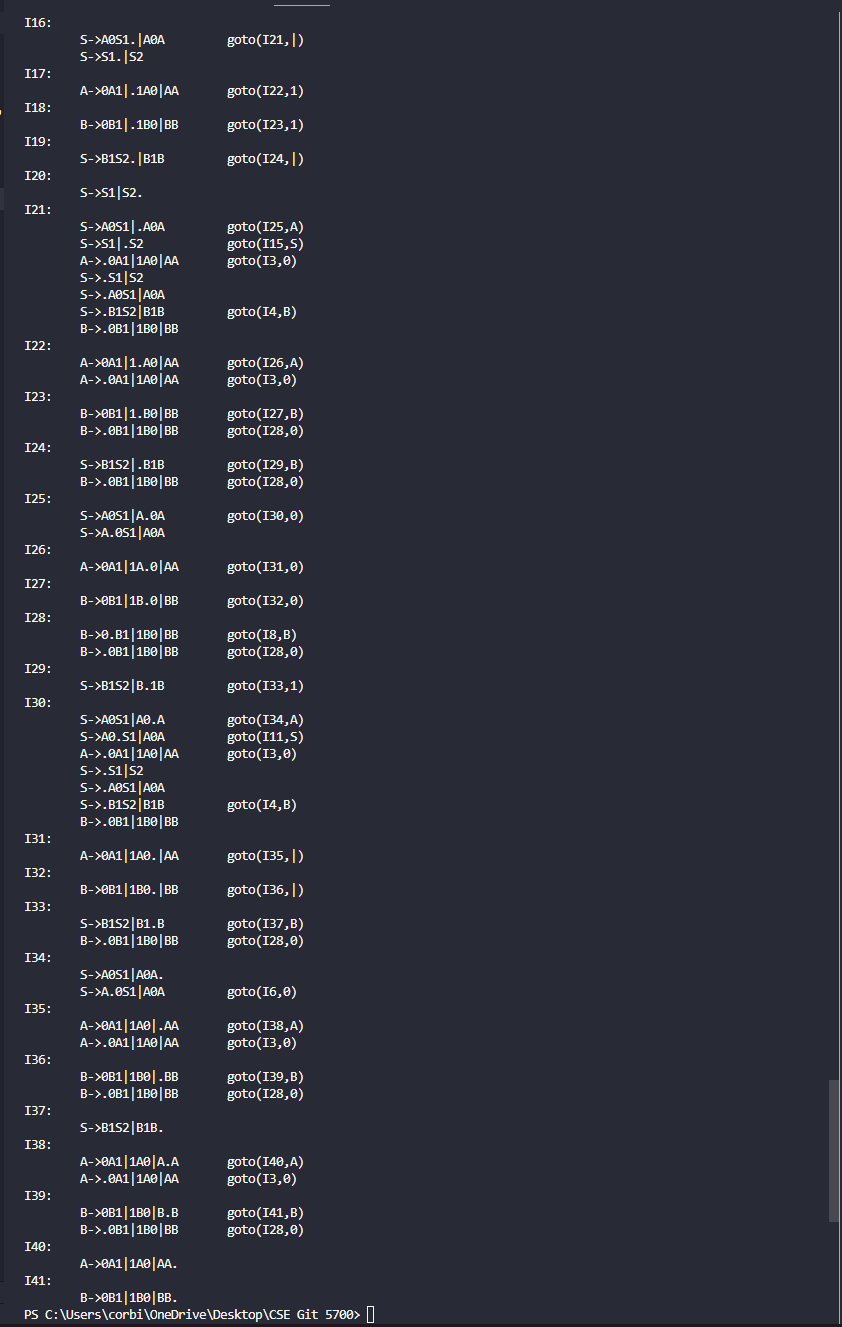 I16:
S->A0S1.|A0A goto(I21,|)
S->S1.|S2
I17:
A->0A1|.1A0|AA goto(I22,1)
I18:
B->0B1|.1B0|BB goto(I23,1)
I19:
S->B1S2.|B1B goto(I24,|)
I20:
S->S1|S2.
I21:
S->A0S1|.A0A goto(I25,A)
S->S1|.S2 goto(I15,S)
A->.0A1|1A0|AA goto(I3,0)
S->.S1|S2
S->.A0S1|A0A
S->.B1S2|B1B goto(I4,B)
B->.0B1|1B0|BB
I22:
A->0A1|1.A0|AA goto(I26,A)
A->.0A1|1A0|AA goto(I3,0)
I23:
B->0B1|1.B0|BB goto(I27,B)
B->.0B1|1B0|BB goto(I28,0)
I24:
S->B1S2|.B1B goto(I29,B)
B->.0B1|1B0|BB goto(I28,0)
I25:
S->A0S1|A.0A goto(I30,0)
S->A.0S1|A0A
I26:
A->0A1|1A.0|AA goto(I31,0)
I27:
B->0B1|1B.0|BB goto(I32,0)
I28:
B->0.B1|1B0|BB goto(I8,B)
B->.0B1|1B0|BB goto(I28,0)
I29:
S->B1S2|B.1B goto(I33,1)
I30:
S->A0S1|A0.A goto(I34,A)
S->A0.S1|A0A goto(I11,S)
A->.0A1|1A0|AA goto(I3,0)
S->.S1|S2
S->.A0S1|A0A
S->.B1S2|B1B goto(I4,B)
B->.0B1|1B0|BB
I31:
A->0A1|1A0.|AA goto(I35,|)
I32:
B->0B1|1B0.|BB goto(I36,|)
I33:
S->B1S2|B1.B goto(I37,B)
B->.0B1|1B0|BB goto(I28,0)
I34:
S->A0S1|A0A.
S->A.0S1|A0A goto(I6,0)
I35:
A->0A1|1A0|.AA goto(I38,A)
A->.0A1|1A0|AA goto(I3,0)
I36:
B->0B1|1B0|.BB goto(I39,B)
B->.0B1|1B0|BB goto(I28,0)
I37:
S->B1S2|B1B.
I38:
A->0A1|1A0|A.A goto(I40,A)
A->.0A1|1A0|AA goto(I3,0)
I39:
B->0B1|1B0|B.B goto(I41,B)
B->.0B1|1B0|BB goto(I28,0)
I40:
A->0A1|1A0|AA.
I41:
B->0B1|1B0|BB.
PS C:\Users\corbi\OneDrive\Desktop\CSE Git 5700>